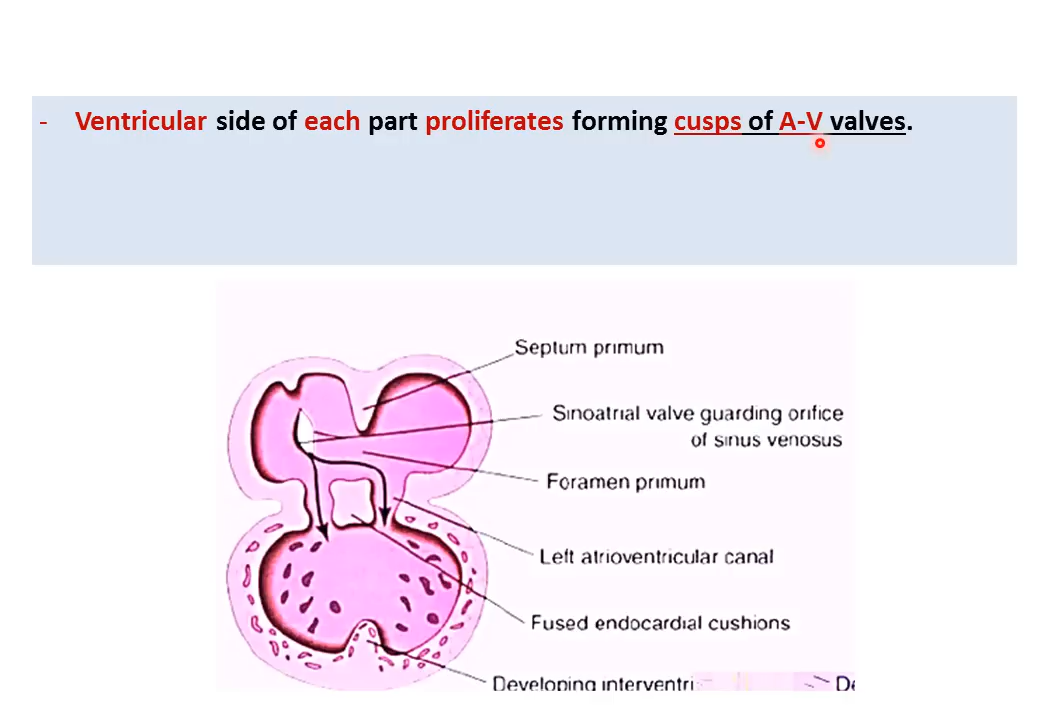 - Ventricular side of each part proliferates forming cusps of A-V valves.
Septum primum
Sinoatrial valve guarding orifice
of sinus venosus
Foramen primum
Left atrioventricular canal
Fused endocardial cushions
Developing